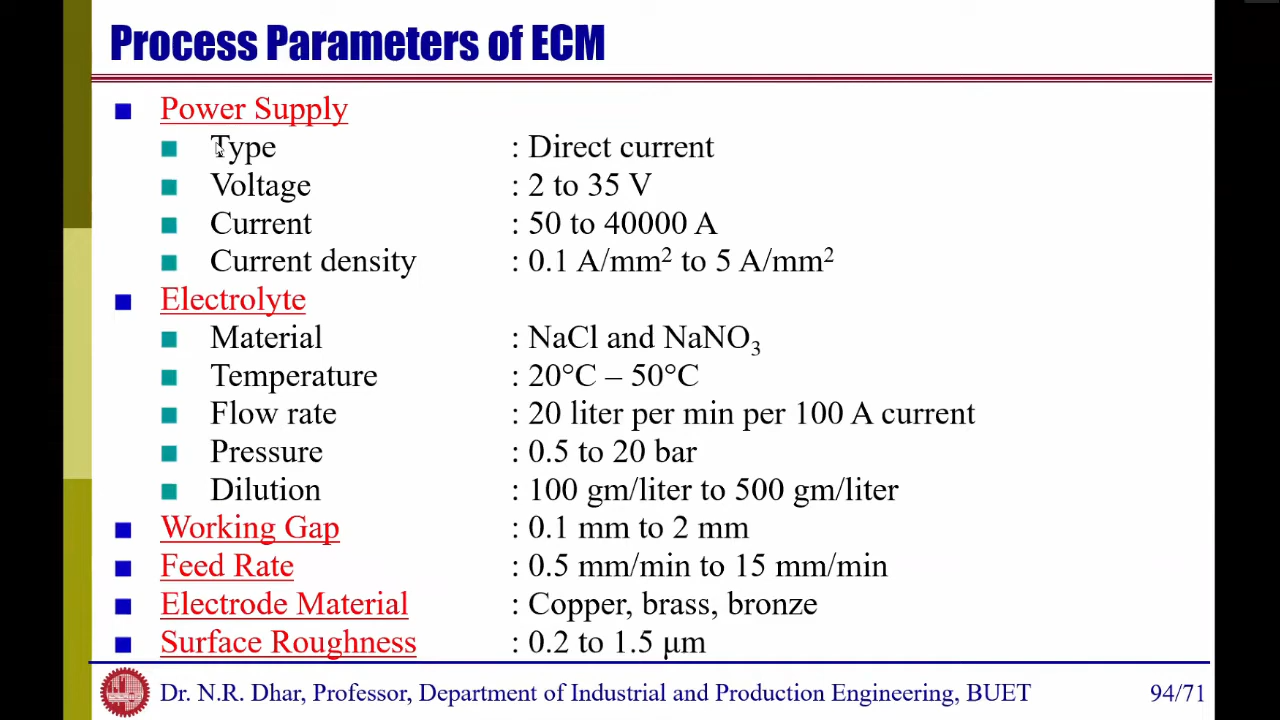 Process Parameters of ECM
Power Supply
Type : Direct current
Voltage : 2 to 35 V
Current : 50 to 40000 A
Current density : 0.1 A/mm² to 5 A/mm²
Electrolyte
Material : NaCl and NaNO₃
Temperature : 20°C – 50°C
Flow rate : 20 liter per min per 100 A current
Pressure : 0.5 to 20 bar
Dilution : 100 gm/liter to 500 gm/liter
Working Gap : 0.1 mm to 2 mm
Feed Rate : 0.5 mm/min to 15 mm/min
Electrode Material : Copper, brass, bronze
Surface Roughness : 0.2 to 1.5 μm
Dr. N.R. Dhar, Professor, Department of Industrial and Production Engineering, BUET 94/71